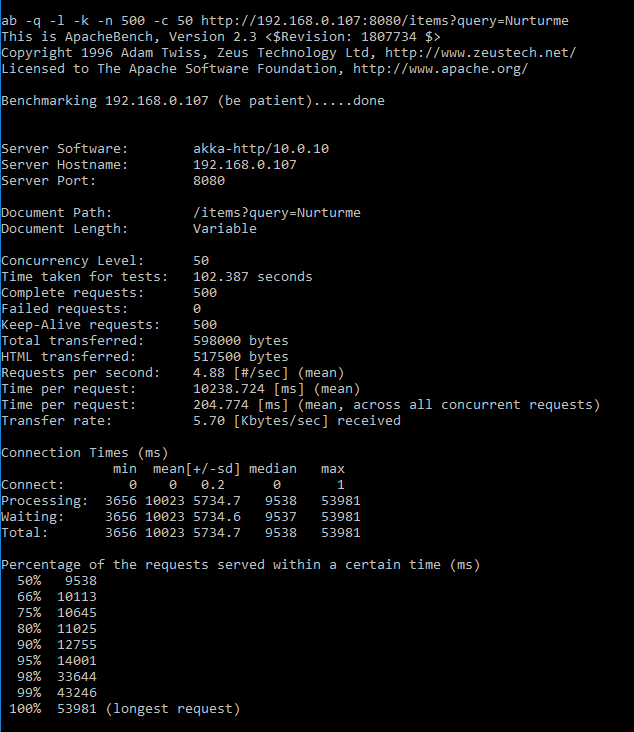 ab -q -l -k -n 500 -c 50 http://192.168.0.107:8080/items?query=Nurturme
This is ApacheBench, Version 2.3 <$Revision: 1807734 $>
Copyright 1996 Adam Twiss, Zeus Technology Ltd, http://www.zeustech.net/
Licensed to The Apache Software Foundation, http://www.apache.org/

Benchmarking 192.168.0.107 (be patient).....done


Server Software:        akka-http/10.0.10
Server Hostname:        192.168.0.107
Server Port:            8080

Document Path:          /items?query=Nurturme
Document Length:        Variable

Concurrency Level:      50
Time taken for tests:   102.387 seconds
Complete requests:      500
Failed requests:        0
Keep-Alive requests:    500
Total transferred:      598000 bytes
HTML transferred:       517500 bytes
Requests per second:    4.88 [#/sec] (mean)
Time per request:       10238.724 [ms] (mean)
Time per request:       204.774 [ms] (mean, across all concurrent requests)
Transfer rate:          5.70 [Kbytes/sec] received

Connection Times (ms)
              min  mean[+/-sd] median   max
Connect:        0    0   0.2      0       1
Processing:  3656 10023 5734.7   9538   53981
Waiting:     3656 10023 5734.6   9537   53981
Total:       3656 10023 5734.7   9538   53981

Percentage of the requests served within a certain time (ms)
  50%   9538
  66%  10113
  75%  10645
  80%  11025
  90%  12755
  95%  14001
  98%  33644
  99%  43246
 100%  53981 (longest request)